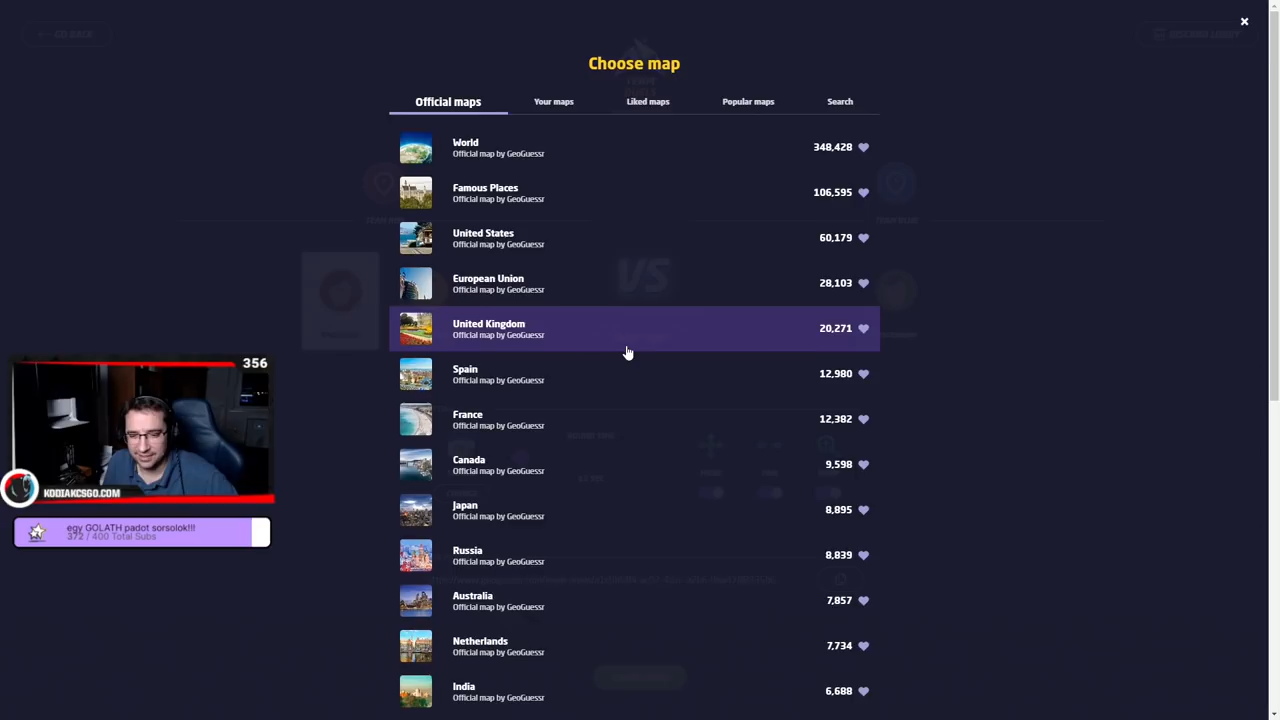 GO BACK
Choose map
Official maps
Your maps
Liked maps
Popular maps
Search
World
Official map by GeoGuessr
348,428
Famous Places
Official map by GeoGuessr
106,595
United States
Official map by GeoGuessr
60,179
European Union
Official map by GeoGuessr
28,103
VS
United Kingdom
Official map by GeoGuessr
20,271
Spain
Official map by GeoGuessr
12,980
France
Official map by GeoGuessr
12,382
Canada
Official map by GeoGuessr
9,598
Japan
Official map by GeoGuessr
8,895
Russia
Official map by GeoGuessr
8,839
Australia
Official map by GeoGuessr
7,857
Netherlands
Official map by GeoGuessr
7,734
India
Official map by GeoGuessr
6,688
356
KODIAKCSGO.COM
egy GOLATH padot sorsolok!!!
372 / 400 Total Subs